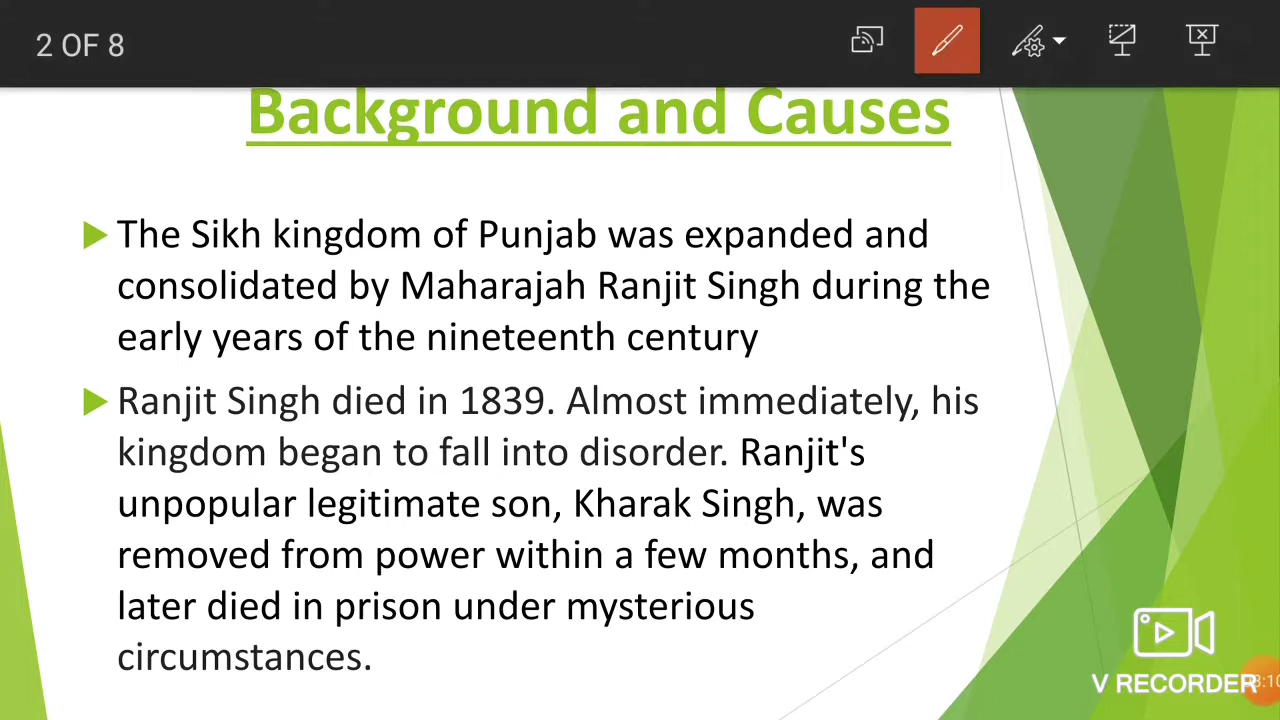 2 OF 8
Background and Causes
The Sikh kingdom of Punjab was expanded and
consolidated by Maharajah Ranjit Singh during the
early years of the nineteenth century
Ranjit Singh died in 1839. Almost immediately, his
kingdom began to fall into disorder. Ranjit's
unpopular legitimate son, Kharak Singh, was
removed from power within a few months, and
later died in prison under mysterious
circumstances.
V RECORDER